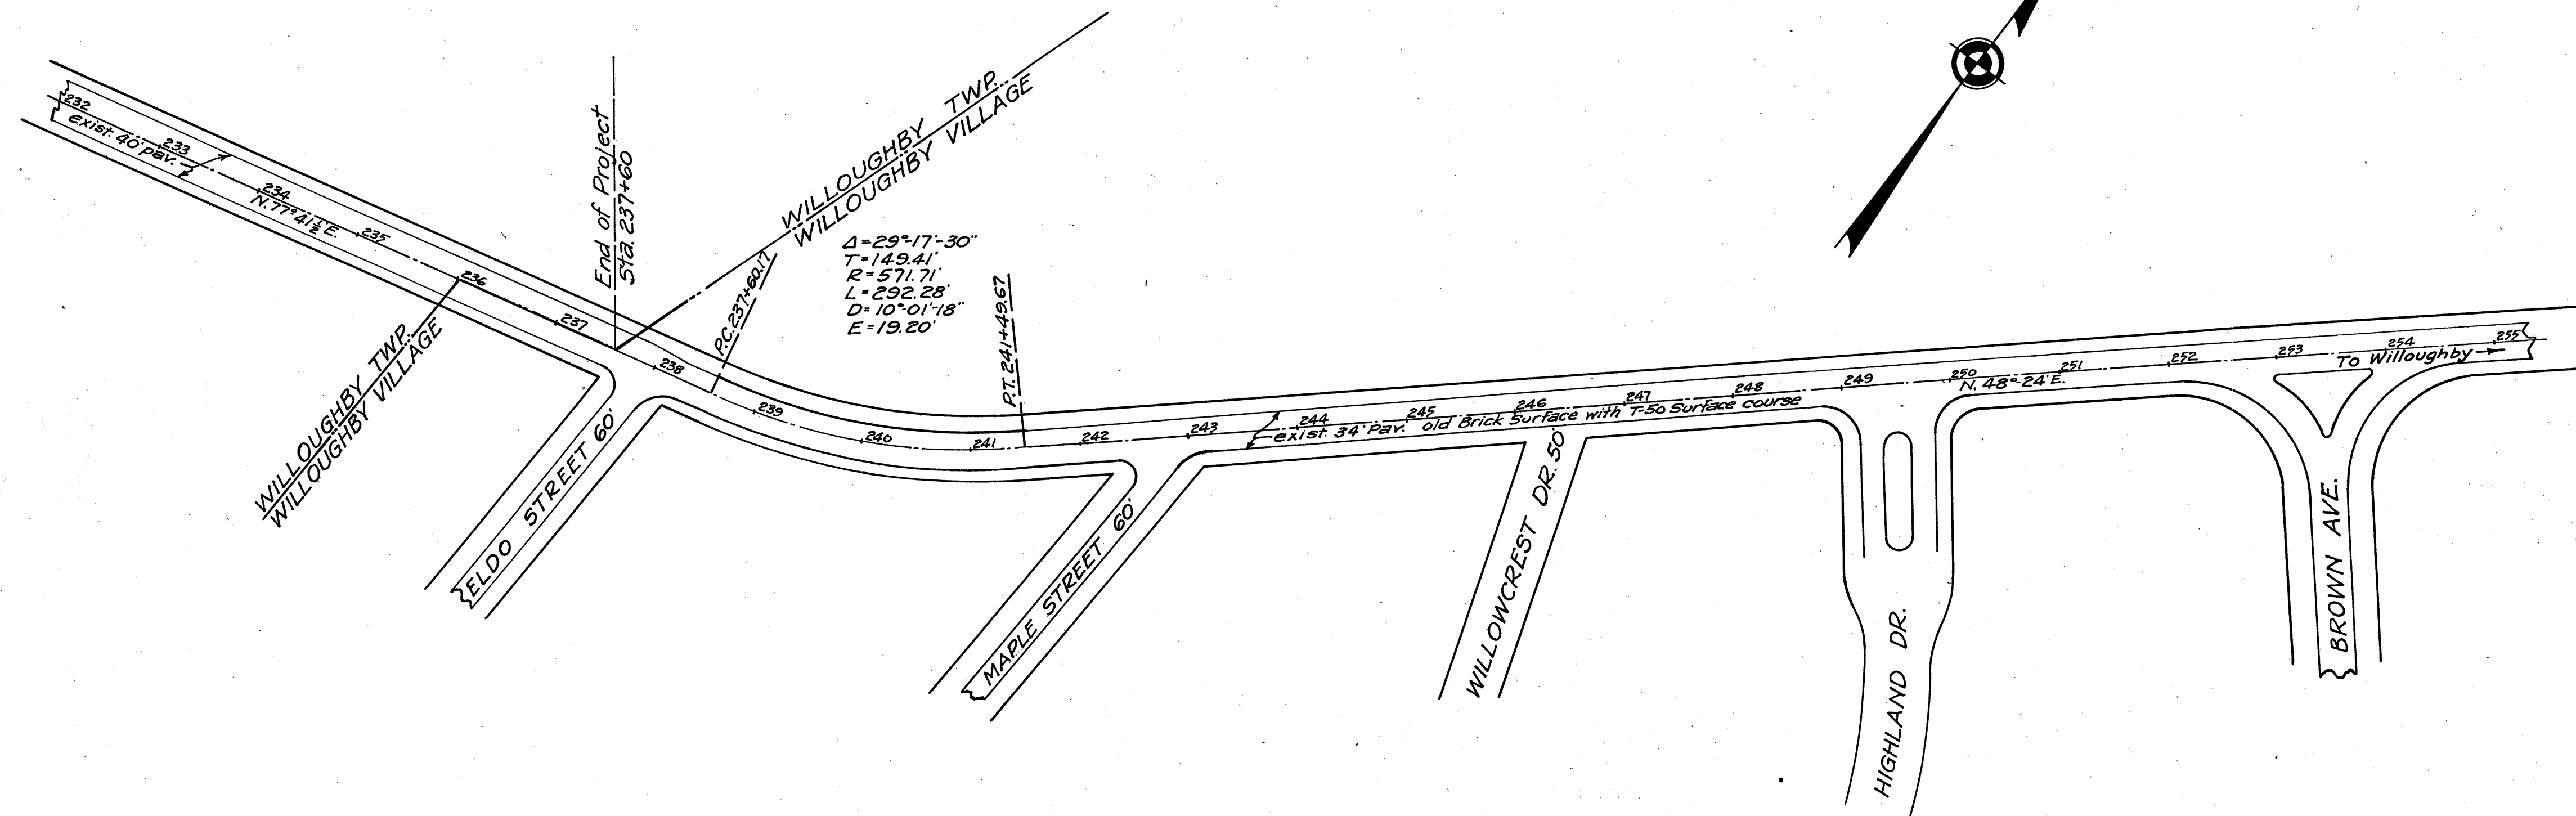 232
exist. 40' pav.
233
234
N. 77°41½' E.
235
236
237
End of Project
Sta. 237+60
WILLOUGHBY TWP.
WILLOUGHBY VILLAGE
WILLOUGHBY TWP.
WILLOUGHBY VILLAGE
Δ=29°-17'-30"
T=149.41'
R=571.71'
L=292.28'
D=10°-01'-18"
E=19.20'
P.C. 237+60.17
P.T. 241+49.67
238
239
240
241
242
243
244
245
246
247
248
249
250
251
252
253
254
255
exist. 34' Pav. old Brick Surface with T-50 Surface course
N. 48°-24' E.
To Willoughby
ELDO STREET 60'
MAPLE STREET 60'
WILLOWCREST DR. 50'
HIGHLAND DR.
BROWN AVE.